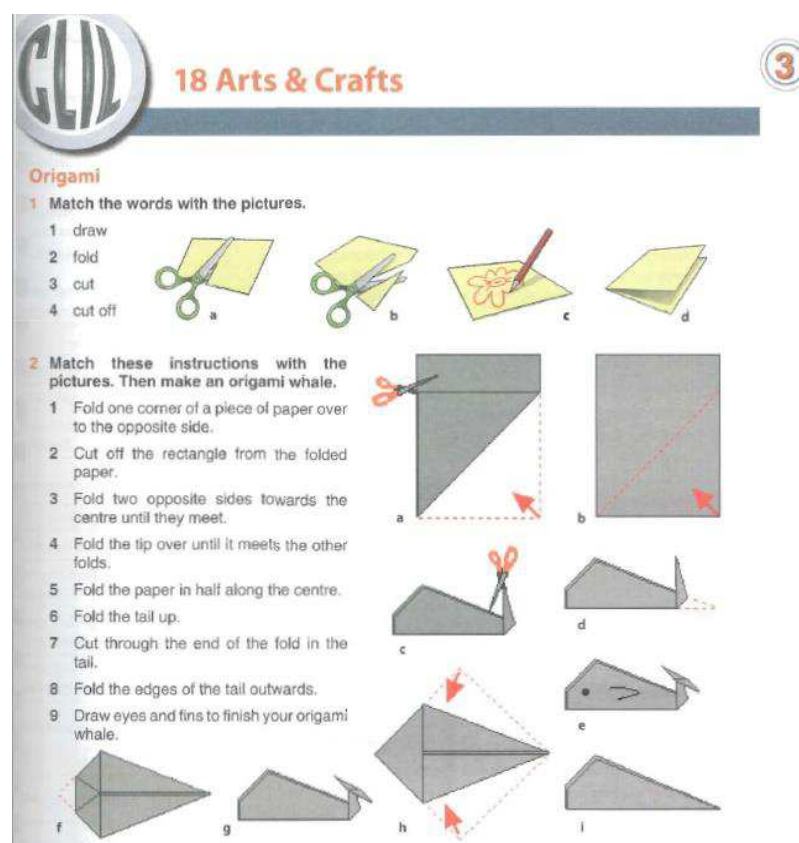 CLIL
18 Arts & Crafts
3
Origami
1 Match the words with the pictures.
1 draw
2 fold
3 cut
4 cut off
a
b
c
d
2 Match these instructions with the
pictures. Then make an origami whale.
1 Fold one corner of a piece of paper over
to the opposite side.
2 Cut off the rectangle from the folded
paper.
3 Fold two opposite sides towards the
centre until they meet.
4 Fold the tip over until it meets the other
folds.
5 Fold the paper in half along the centre.
6 Fold the tail up.
7 Cut through the end of the fold in the
tail.
8 Fold the edges of the tail outwards.
9 Draw eyes and fins to finish your origami
whale.
a
b
c
d
e
f
g
h
i